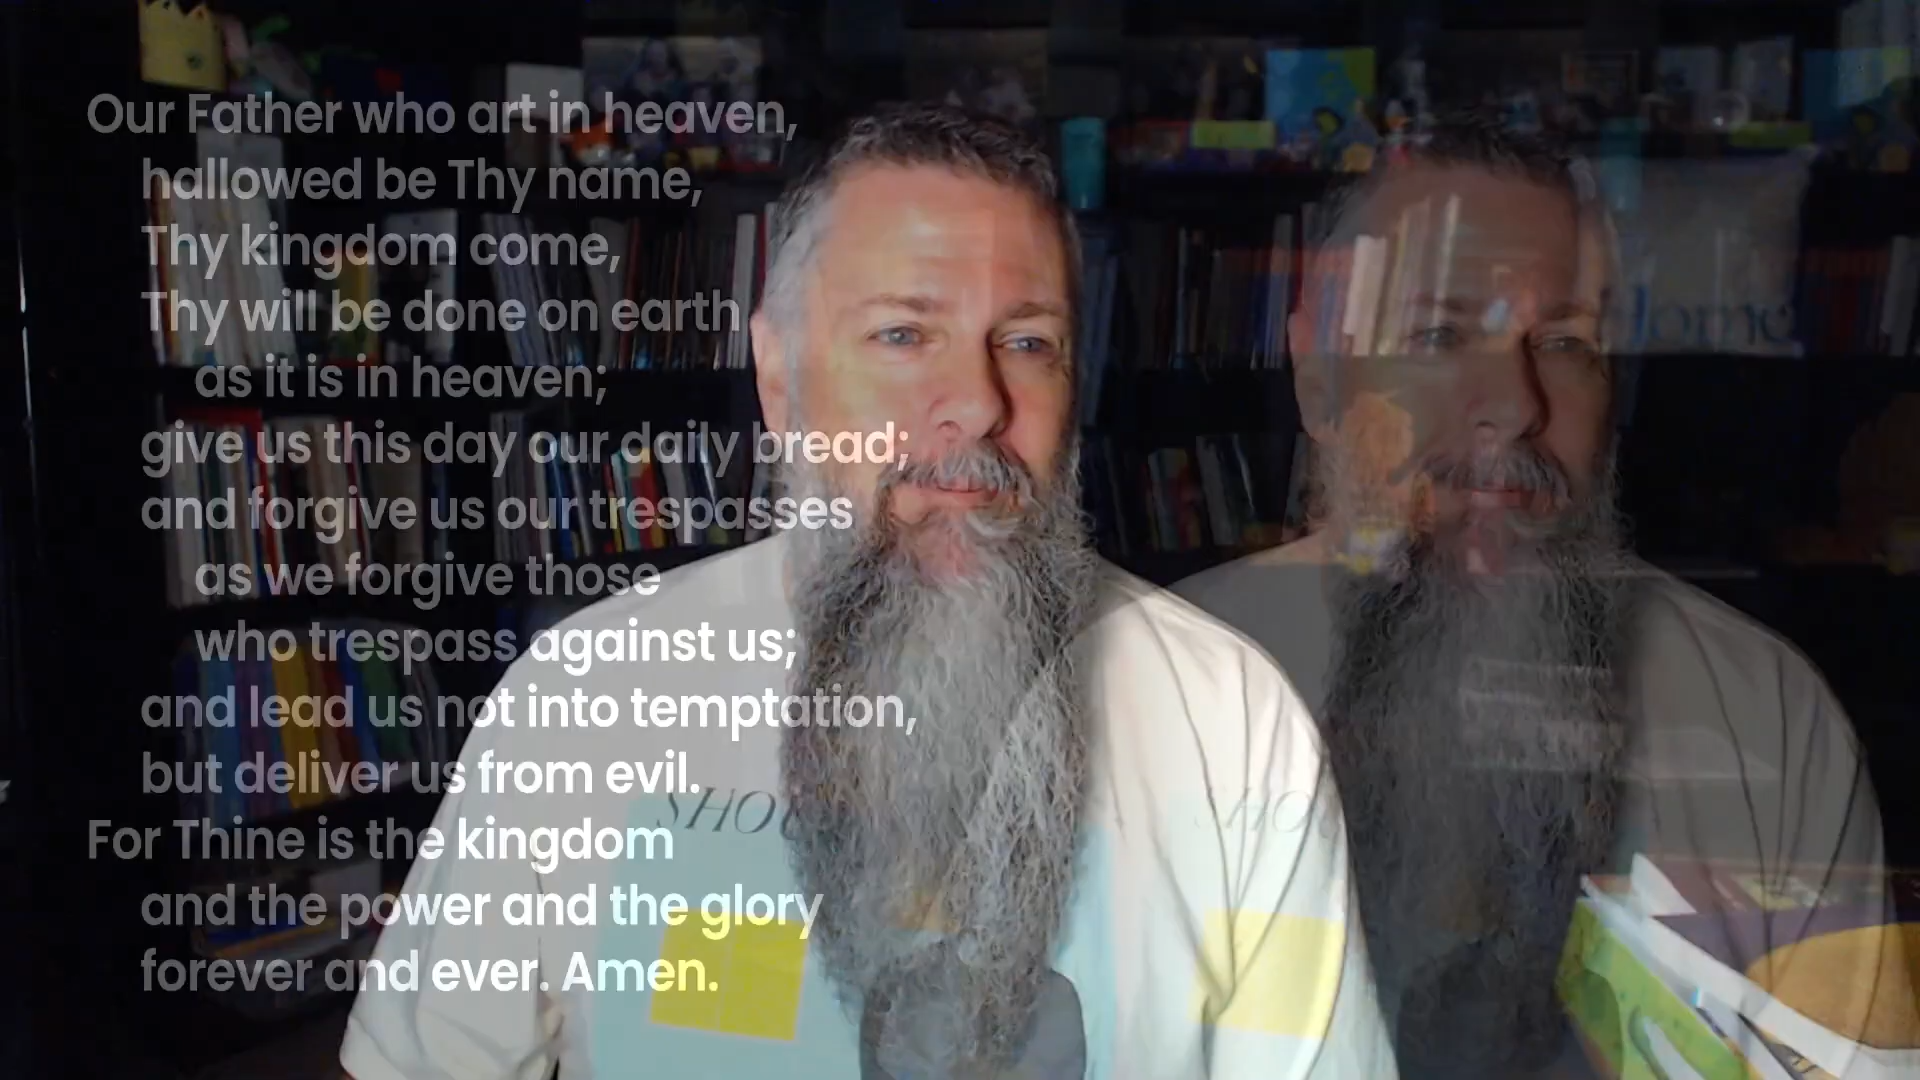 Our Father who art in heaven,
hallowed be Thy name,
Thy kingdom come,
Thy will be done on earth
as it is in heaven;
give us this day our daily bread;
and forgive us our trespasses
as we forgive those
who trespass against us;
and lead us not into temptation,
but deliver us from evil.
For Thine is the kingdom
and the power and the glory
forever and ever. Amen.